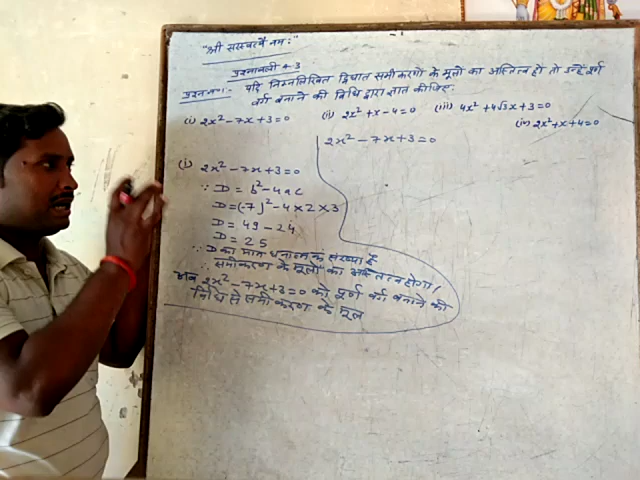 "श्री सरस्वत्यै नमः"
प्रश्नावली 4.3
प्रश्न नं0 1:- यदि निम्नलिखित द्विघात समीकरणों के मूलों का अस्तित्व हो तो उन्हें पूर्ण
वर्ग बनाने की विधि द्वारा ज्ञात कीजिए:
(i) 2x² - 7x + 3 = 0 (ii) 2x² + x - 4 = 0 (iii) 4x² + 4√3x + 3 = 0
(iv) 2x² + x + 4 = 0
2x² - 7x + 3 = 0
(i) 2x² - 7x + 3 = 0
∵ D = b² - 4ac
D = (-7)² - 4 × 2 × 3
D = 49 - 24
D = 25
∵ D का मान धनात्मक संख्या है
∴ समीकरण के मूलों का अस्तित्व होगा,
अब 2x² - 7x + 3 = 0 को पूर्ण वर्ग बनाने की
विधि से समीकरण के मूल